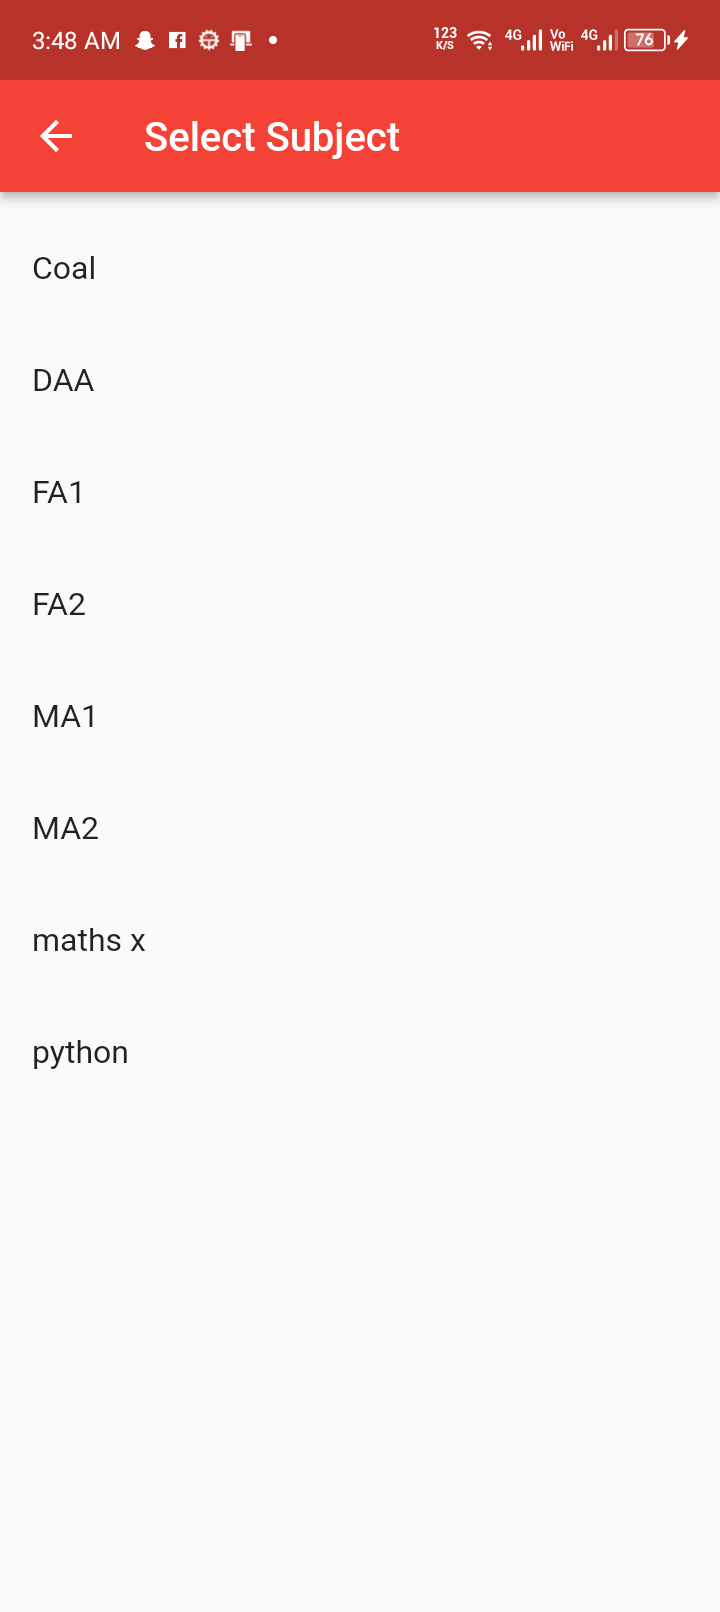 3:48 AM
123
K/S
4G
Vo
WiFi
4G
76
Select Subject
Coal
DAA
FA1
FA2
MA1
MA2
maths x
python